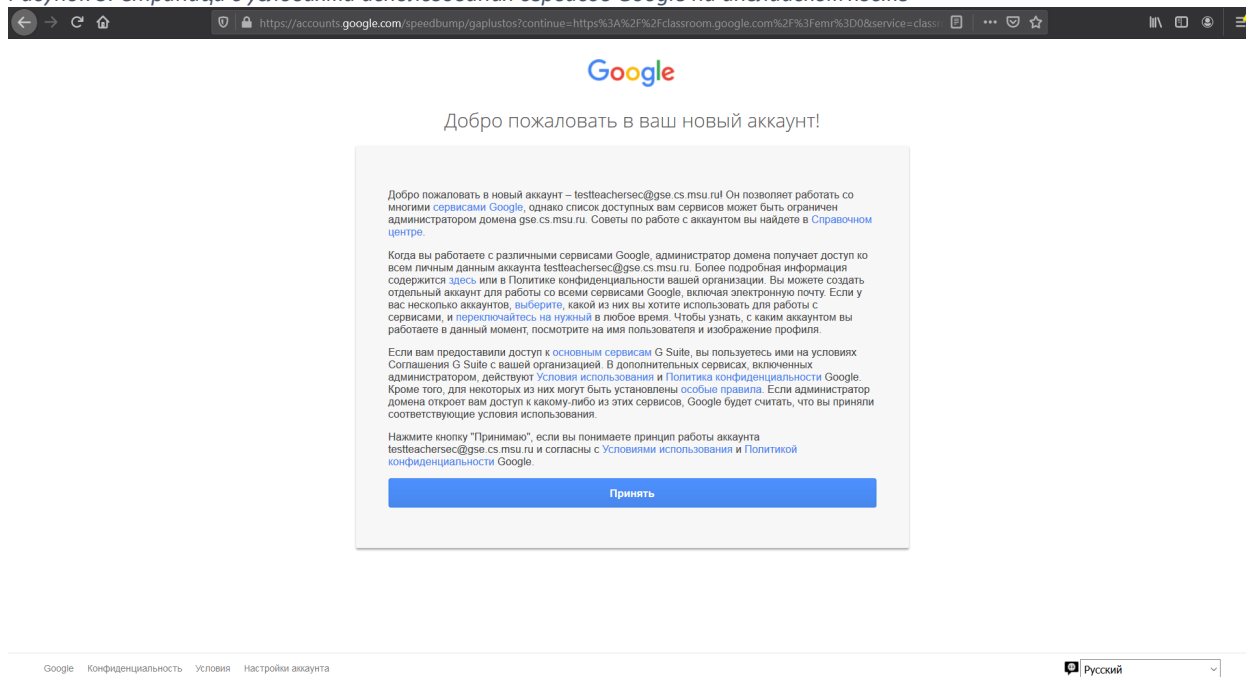 Рисунок 5. Страница с условиями использования сервисов Google на английском языке
https://accounts.google.com/speedbump/gaplustos?continue=https%3A%2F%2Fclassroom.google.com%2F%3Femr%3D0&service=class
Google
Добро пожаловать в ваш новый аккаунт!
Добро пожаловать в новый аккаунт – testteachersec@gse.cs.msu.ru! Он позволяет работать со
многими сервисами Google, однако список доступных вам сервисов может быть ограничен
администратором домена gse.cs.msu.ru. Советы по работе с аккаунтом вы найдете в Справочном
центре.
Когда вы работаете с различными сервисами Google, администратор домена получает доступ ко
всем личным данным аккаунта testteachersec@gse.cs.msu.ru. Более подробная информация
содержится здесь или в Политике конфиденциальности вашей организации. Вы можете создать
отдельный аккаунт для работы со всеми сервисами Google, включая электронную почту. Если у
вас несколько аккаунтов, выберите, какой из них вы хотите использовать для работы с
сервисами, и переключайтесь на нужный в любое время. Чтобы узнать, с каким аккаунтом вы
работаете в данный момент, посмотрите на имя пользователя и изображение профиля.
Если вам предоставили доступ к основным сервисам G Suite, вы пользуетесь ими на условиях
Соглашения G Suite с вашей организацией. В дополнительных сервисах, включенных
администратором, действуют Условия использования и Политика конфиденциальности Google.
Кроме того, для некоторых из них могут быть установлены особые правила. Если администратор
домена откроет вам доступ к какому-либо из этих сервисов, Google будет считать, что вы приняли
соответствующие условия использования.
Нажмите кнопку "Принимаю", если вы понимаете принцип работы аккаунта
testteachersec@gse.cs.msu.ru и согласны с Условиями использования и Политикой
конфиденциальности Google.
Принять
Google Конфиденциальность Условия Настройки аккаунта
Русский